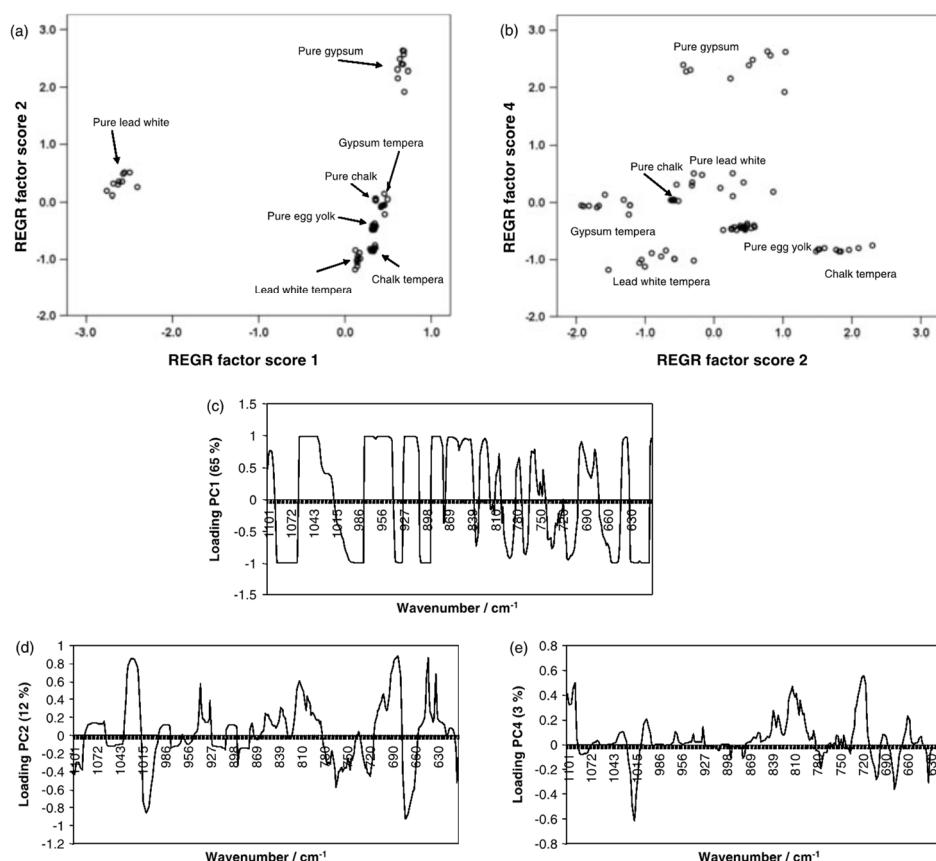 (a)
3.0
2.0
1.0
0.0
-1.0
-2.0
REGR factor score 2
Pure gypsum
Pure lead white
Gypsum tempera
Pure chalk
Pure egg yolk
Lead white tempera
Chalk tempera
-3.0 -2.0 -1.0 0.0 1.0
REGR factor score 1
(b)
3.0
2.0
1.0
0.0
-1.0
-2.0
REGR factor score 4
Pure gypsum
Pure lead white
Pure chalk
Gypsum tempera
Pure egg yolk
Lead white tempera
Chalk tempera
-2.0 -1.0 0.0 1.0 2.0 3.0
REGR factor score 2
(c)
1.5
1
0.5
0
-0.5
-1
-1.5
Loading PC1 (65 %)
1101 1072 1043 1015 986 956 927 898 869 839 810 780 750 720 690 660 630
Wavenumber / cm-1
(d)
1
0.8
0.6
0.4
0.2
0
-0.2
-0.4
-0.6
-0.8
-1
-1.2
Loading PC2 (12 %)
1101 1072 1043 1015 986 956 927 898 869 839 810 780 750 720 690 660 630
Wavenumber / cm-1
(e)
0.8
0.6
0.4
0.2
0
-0.2
-0.4
-0.6
-0.8
Loading PC4 (3 %)
1101 1072 1043 1015 986 956 927 898 869 839 810 780 750 720 690 660 630
Wavenumber / cm-1